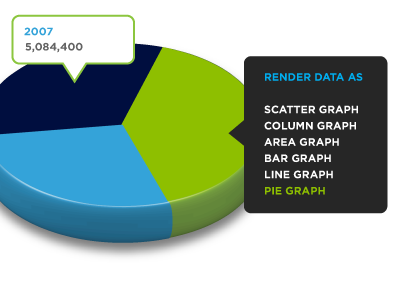 2007
5,084,400
RENDER DATA AS
SCATTER GRAPH
COLUMN GRAPH
AREA GRAPH
BAR GRAPH
LINE GRAPH
PIE GRAPH